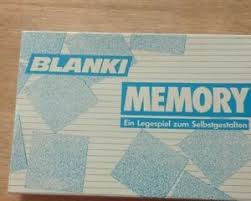 BLANKI
MEMORY
Ein Legespiel zum Selbstgestalten